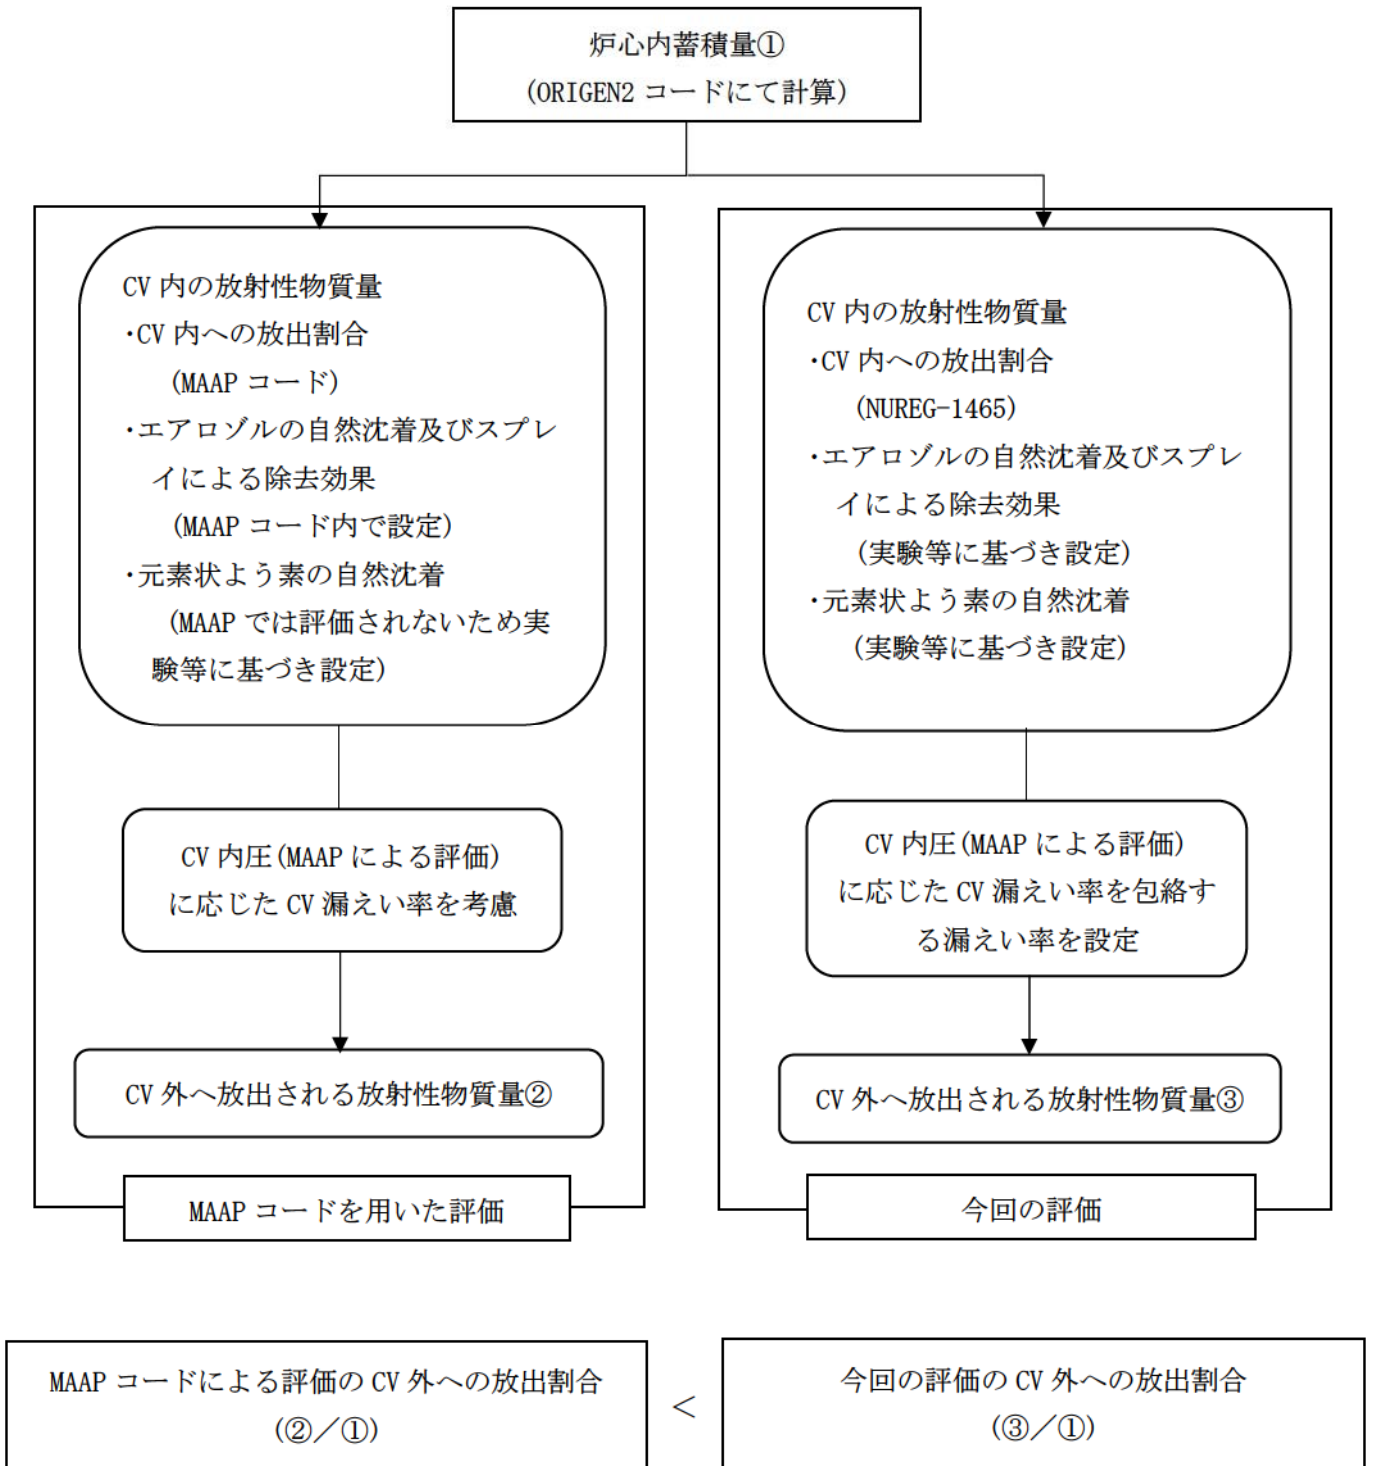 炉心内蓄積量①
(ORIGEN2 コードにて計算)
CV 内の放射性物質量
・CV 内への放出割合
(MAAP コード)
・エアロゾルの自然沈着及びスプレ
イによる除去効果
(MAAP コード内で設定)
・元素状よう素の自然沈着
(MAAP では評価されないため実
験等に基づき設定)
CV 内圧(MAAP による評価)
に応じた CV 漏えい率を考慮
CV 外へ放出される放射性物質量②
MAAP コードを用いた評価
CV 内の放射性物質量
・CV 内への放出割合
(NUREG-1465)
・エアロゾルの自然沈着及びスプレ
イによる除去効果
(実験等に基づき設定)
・元素状よう素の自然沈着
(実験等に基づき設定)
CV 内圧(MAAP による評価)
に応じた CV 漏えい率を包絡す
る漏えい率を設定
CV 外へ放出される放射性物質量③
今回の評価
MAAP コードによる評価の CV 外への放出割合
(②／①)
＜
今回の評価の CV 外への放出割合
(③／①)